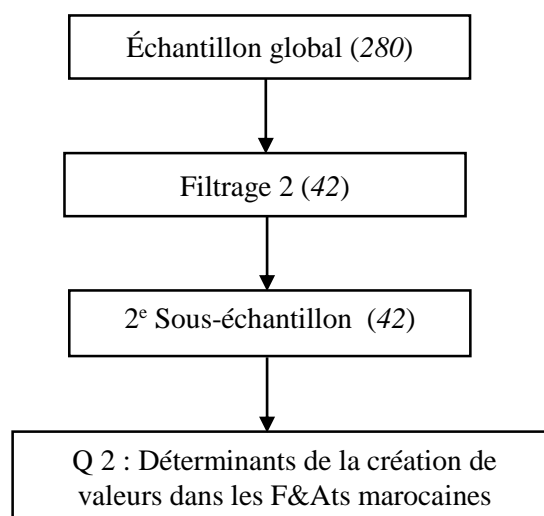 Échantillon global (280)
Filtrage 2 (42)
2e Sous-échantillon (42)
Q 2 : Déterminants de la création de
valeurs dans les F&Ats marocaines